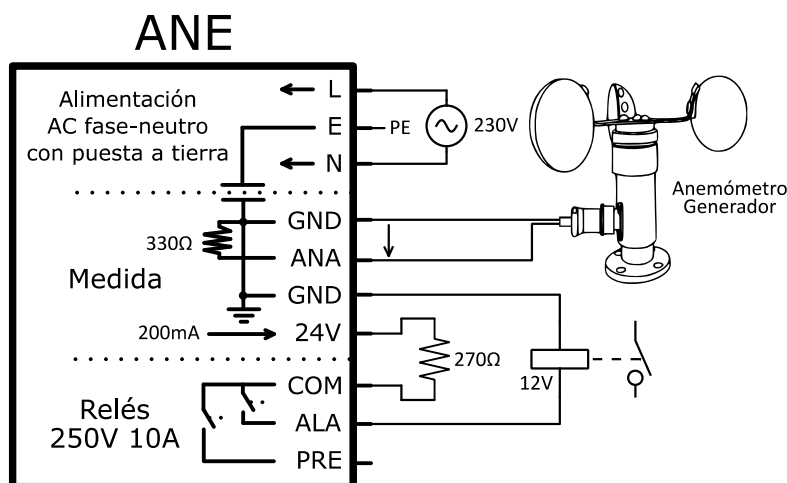 ANE
Alimentación
AC fase-neutro
con puesta a tierra
L
E
N
PE
230V
GND
330Ω
ANA
Medida
GND
200mA
24V
270Ω
12V
COM
Relés
250V 10A
ALA
PRE
Anemómetro
Generador